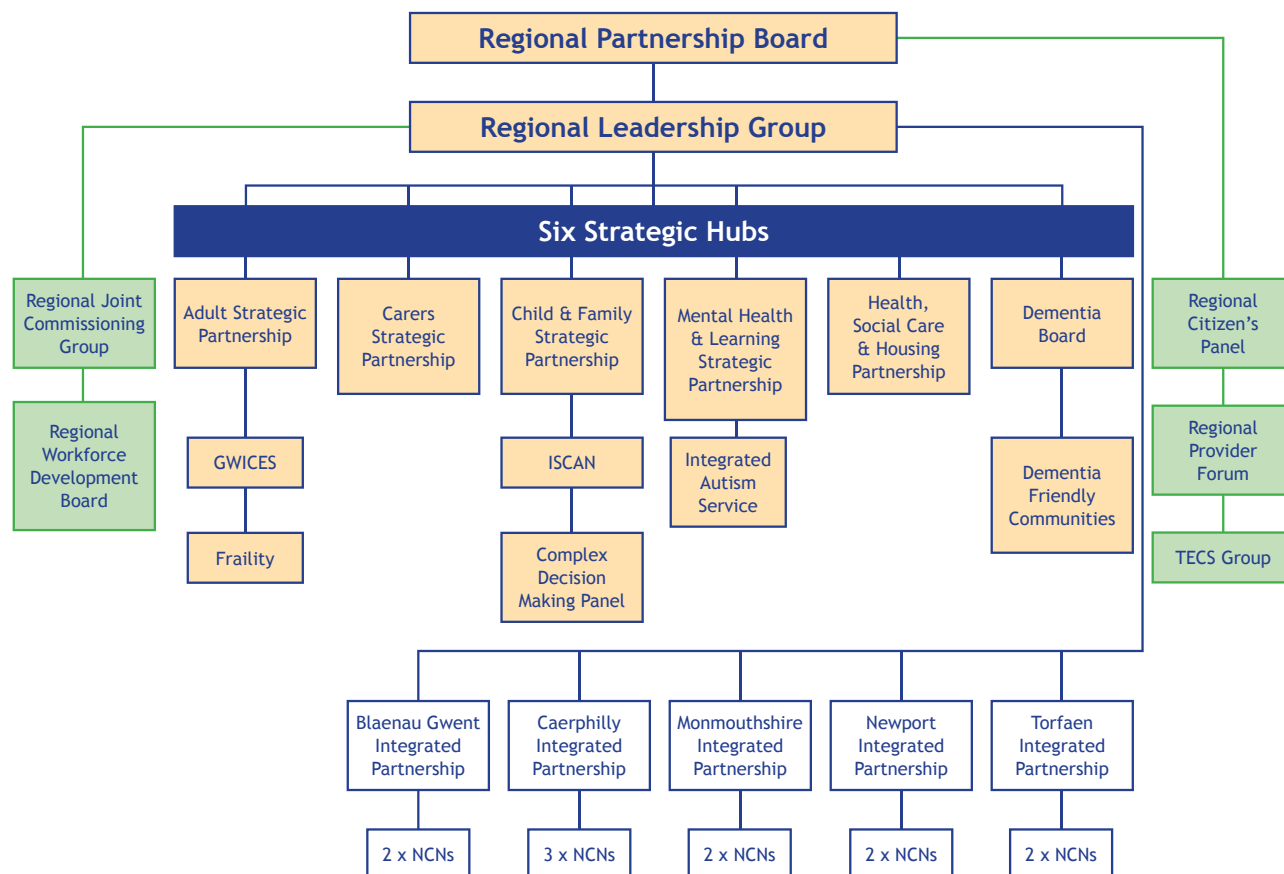 Regional Partnership Board
Regional Leadership Group
Six Strategic Hubs
Regional Joint
Commissioning
Group
Adult Strategic
Partnership
Carers
Strategic
Partnership
Child & Family
Strategic
Partnership
Mental Health
& Learning
Strategic
Partnership
Health,
Social Care
& Housing
Partnership
Dementia
Board
Regional
Citizen’s
Panel
Regional
Workforce
Development
Board
GWICES
ISCAN
Integrated
Autism
Service
Dementia
Friendly
Communities
Regional
Provider
Forum
Fraility
Complex
Decision
Making Panel
TECS Group
Blaenau Gwent
Integrated
Partnership
Caerphilly
Integrated
Partnership
Monmouthshire
Integrated
Partnership
Newport
Integrated
Partnership
Torfaen
Integrated
Partnership
2 x NCNs
3 x NCNs
2 x NCNs
2 x NCNs
2 x NCNs